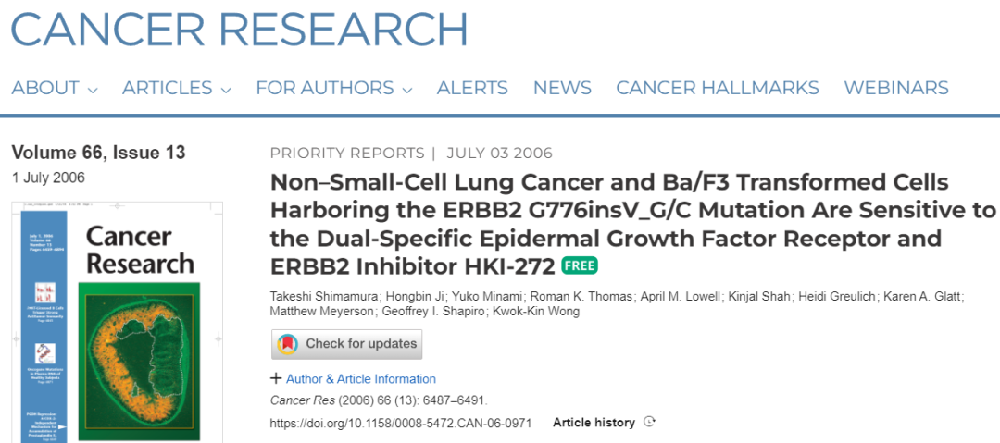 CANCER RESEARCH
ABOUT ARTICLES FOR AUTHORS ALERTS NEWS CANCER HALLMARKS WEBINARS
Volume 66, Issue 13
1 July 2006
Cancer
Research
PRIORITY REPORTS | JULY 03 2006
Non–Small-Cell Lung Cancer and Ba/F3 Transformed Cells
Harboring the ERBB2 G776insV_G/C Mutation Are Sensitive to
the Dual-Specific Epidermal Growth Factor Receptor and
ERBB2 Inhibitor HKI-272 FREE
Takeshi Shimamura; Hongbin Ji; Yuko Minami; Roman K. Thomas; April M. Lowell; Kinjal Shah; Heidi Greulich; Karen A. Glatt;
Matthew Meyerson; Geoffrey I. Shapiro; Kwok-Kin Wong
Check for updates
+ Author & Article Information
Cancer Res (2006) 66 (13): 6487–6491.
https://doi.org/10.1158/0008-5472.CAN-06-0971 Article history